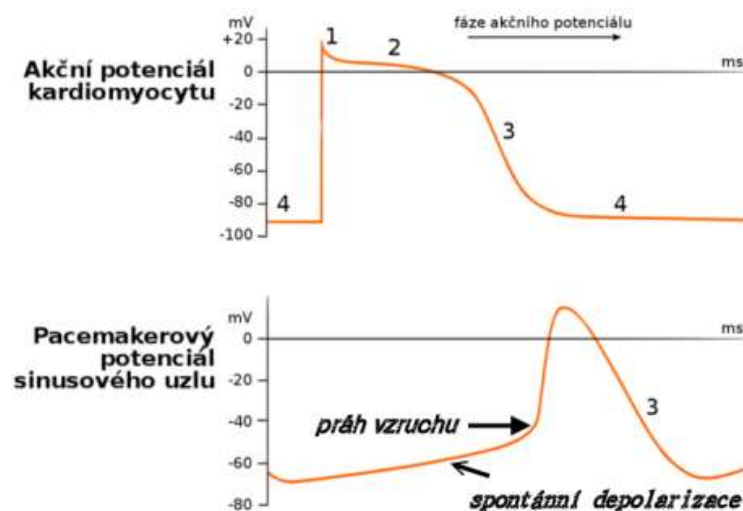 mV
+20
0
-20
-40
-60
-80
-100
Akční potenciál
kardiomyocytu
1
2
3
4
4
fáze akčního potenciálu
ms
mV
0
-20
-40
-60
-80
Pacemakerový
potenciál
sinusového uzlu
ms
3
práh vzruchu
spontánní depolarizace